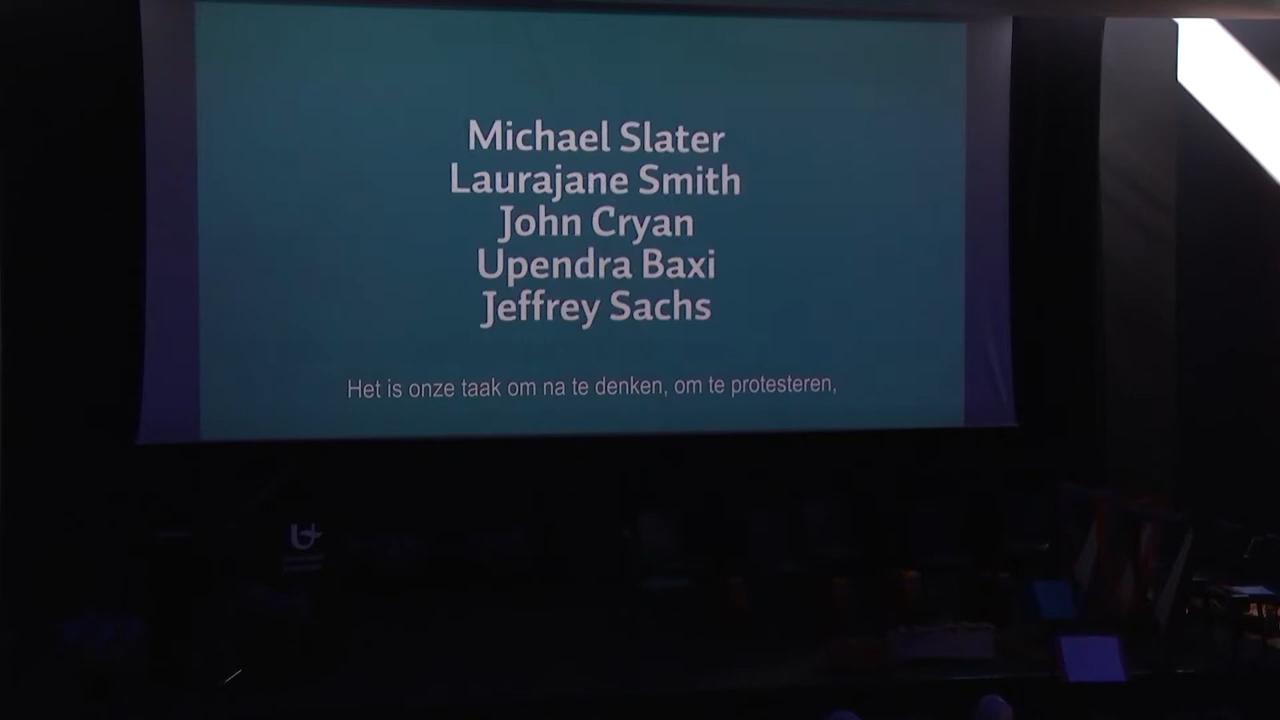 Michael Slater
Laurajane Smith
John Cryan
Upendra Baxi
Jeffrey Sachs
Het is onze taak om na te denken, om te protesteren,